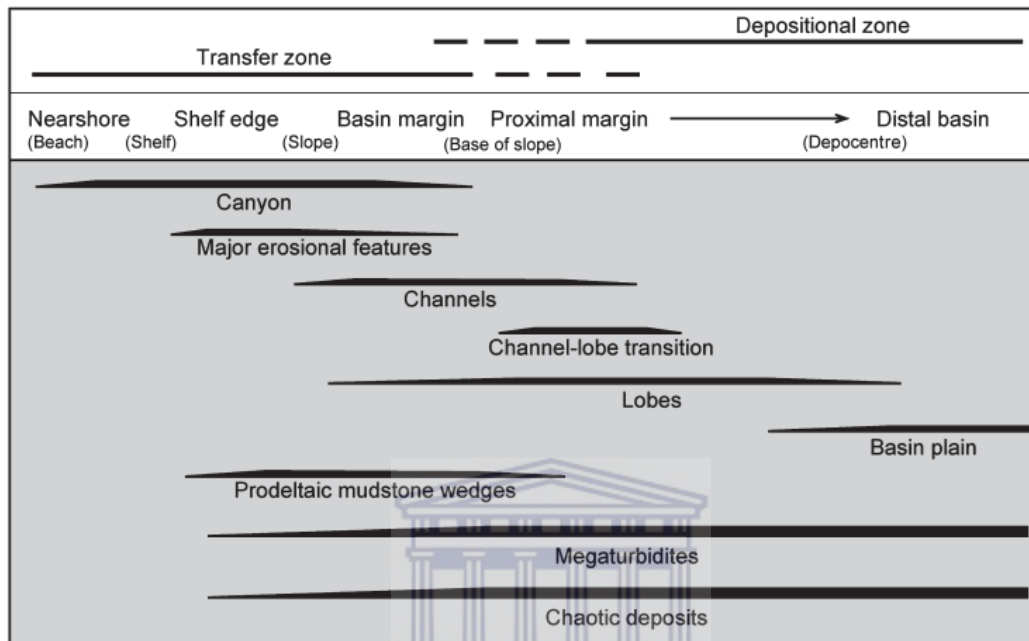 Depositional zone
Transfer zone
Nearshore Shelf edge Basin margin Proximal margin Distal basin
(Beach) (Shelf) (Slope) (Base of slope) (Depocentre)
Canyon
Major erosional features
Channels
Channel-lobe transition
Lobes
Basin plain
Prodeltaic mudstone wedges
Megaturbidites
Chaotic deposits